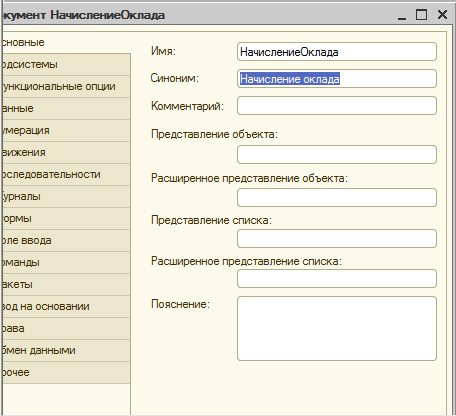 окумент НачислениеОклада
сновные
одсистемы
ункциональные опции
анные
умерация
вижения
оследовательности
урналы
ормы
оле ввода
оманды
акеты
вод на основании
рава
бмен данными
рочее
Имя: НачислениеОклада
Синоним: Начисление оклада
Комментарий:
Представление объекта:
Расширенное представление объекта:
Представление списка:
Расширенное представление списка:
Пояснение: